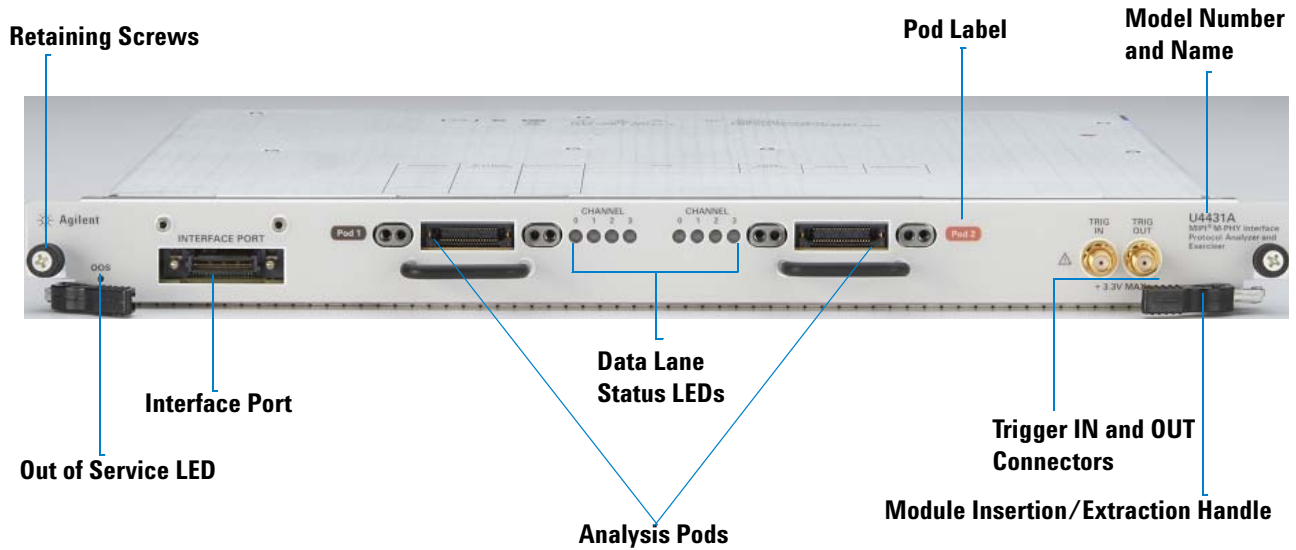 Retaining Screws
Pod Label
Model Number
and Name
Agilent
INTERFACE PORT
OOS
Pod 1
CHANNEL
0 1 2 3
CHANNEL
0 1 2 3
Pod 2
TRIG
IN
TRIG
OUT
+ 3.3V MAX
U4431A
MIPI® M-PHY Interface
Protocol Analyzer and
Exerciser
Data Lane
Status LEDs
Interface Port
Out of Service LED
Analysis Pods
Trigger IN and OUT
Connectors
Module Insertion/Extraction Handle